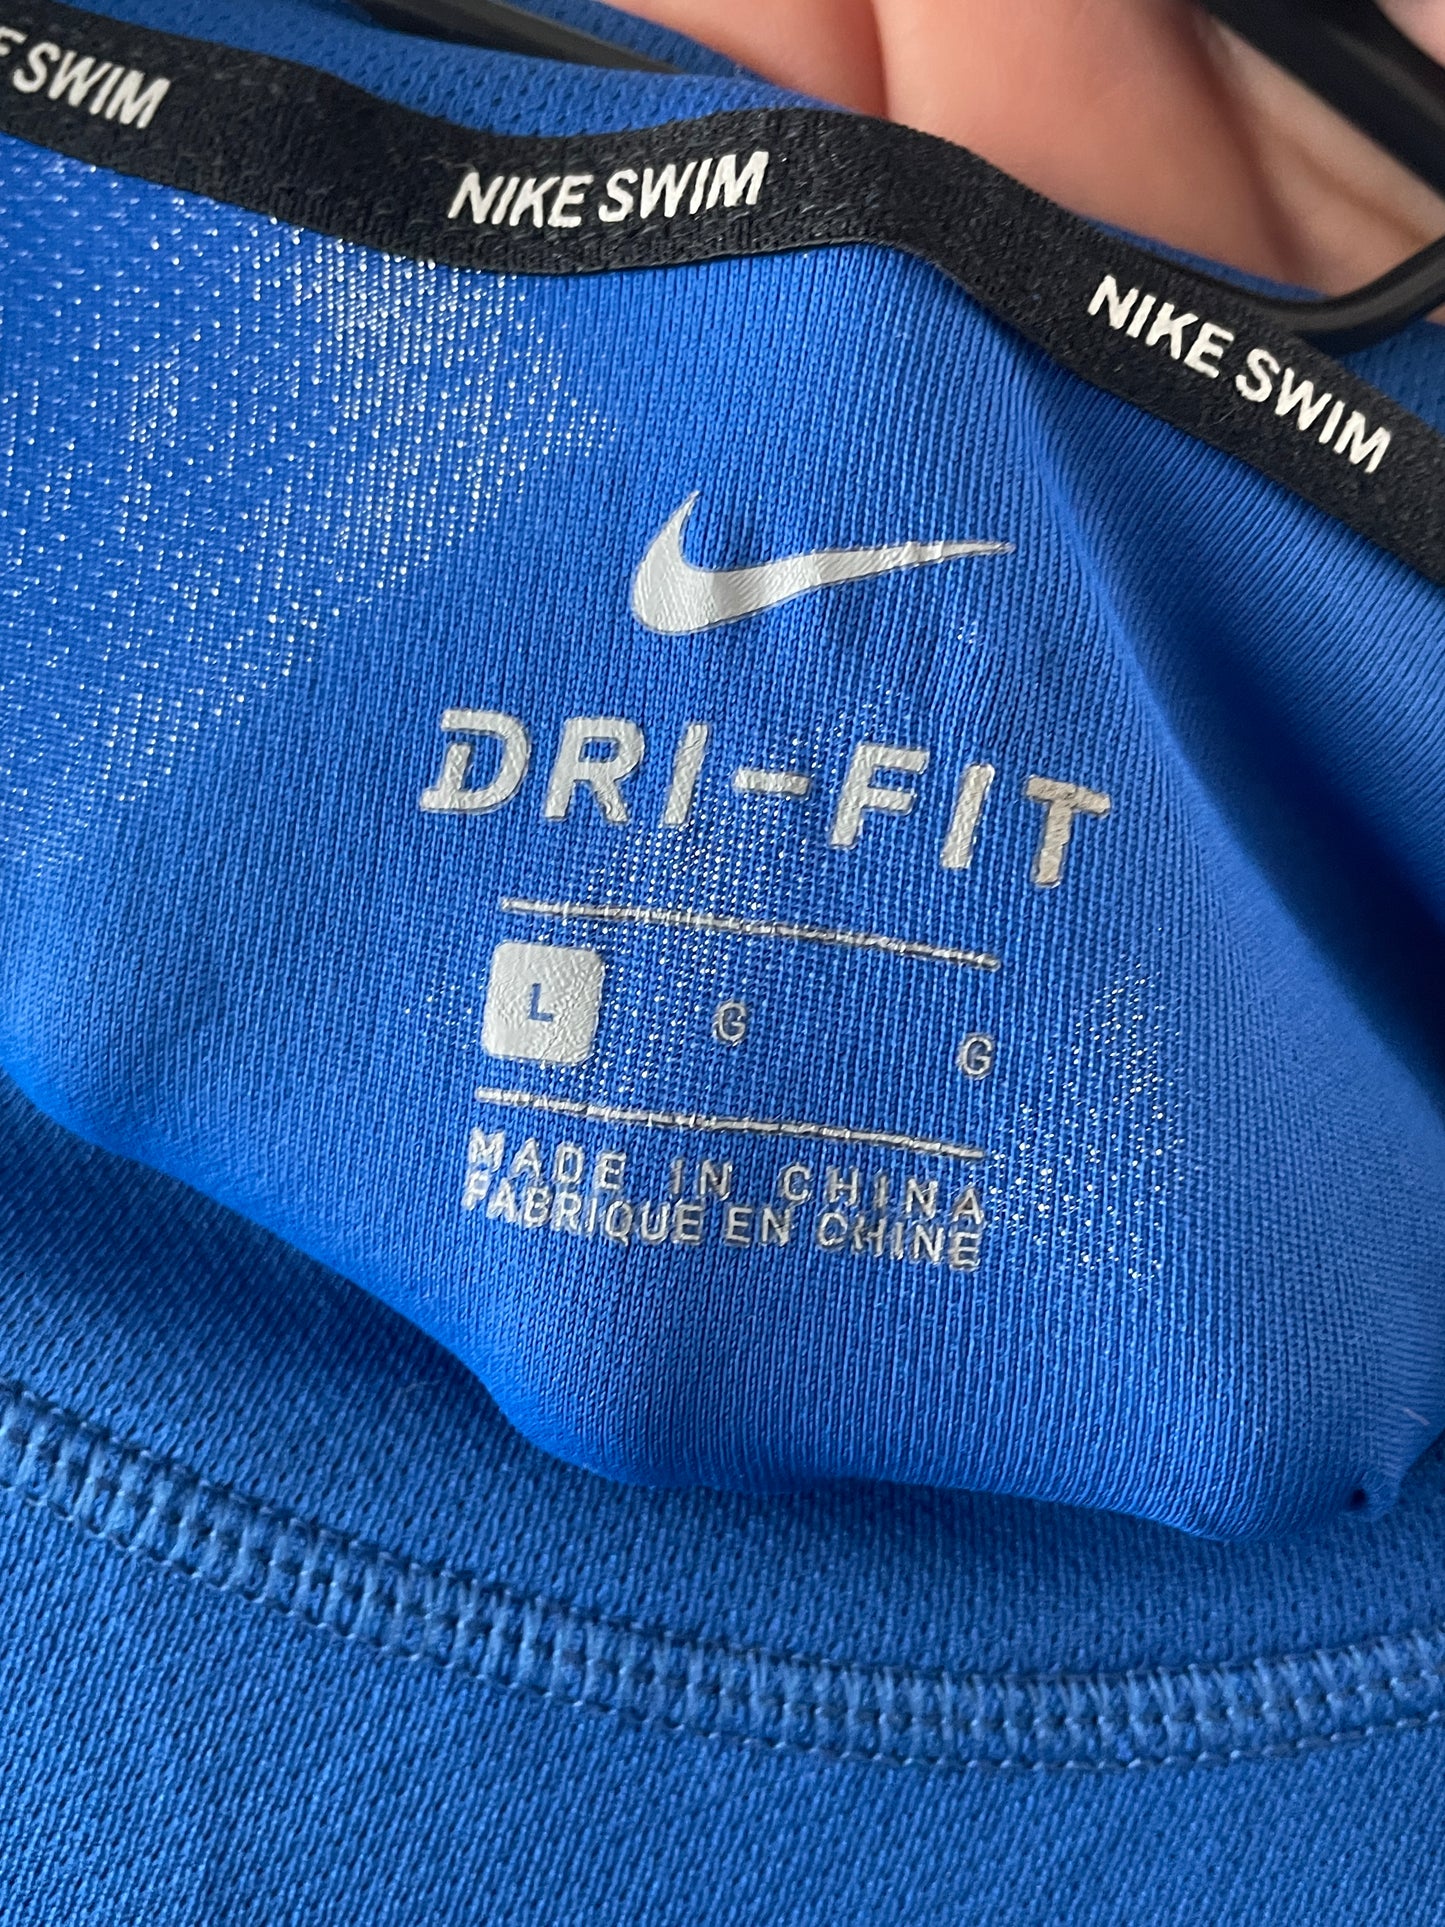 E SWIM
NIKE SWIM
NIKE SWIM
DRI-FIT
L G G
MADE IN CHINA
FABRIQUE EN CHINE